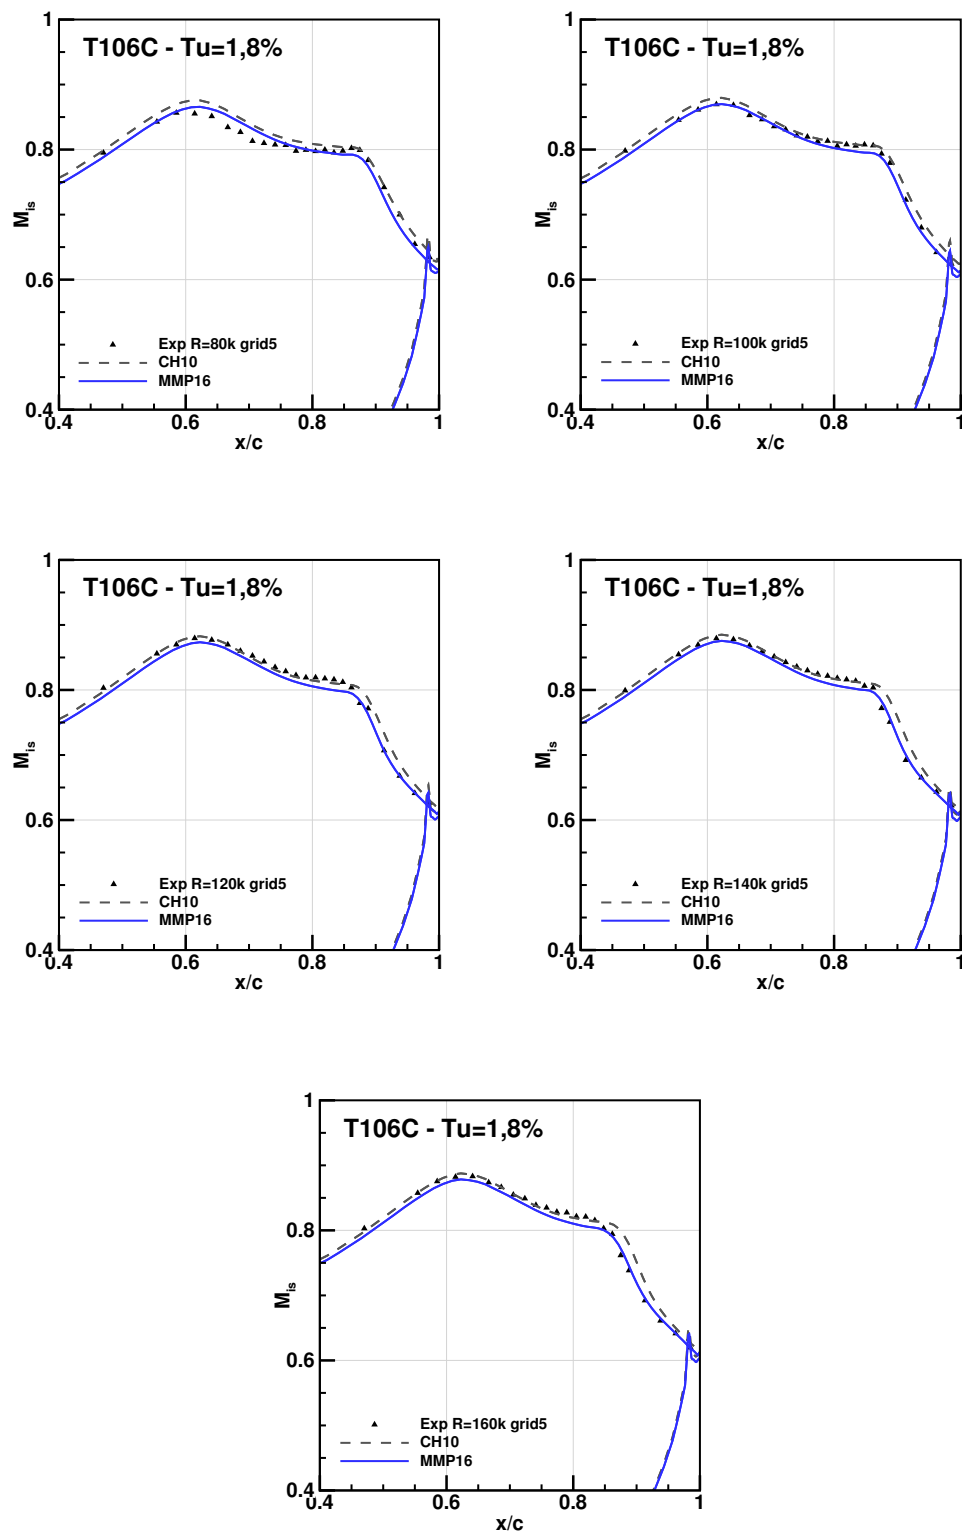 1
T106C - Tu=1,8%
0.8
Mis
0.6
Exp R=80k grid5
CH10
MMP16
0.4
0.4 0.6 0.8 1
x/c
1
T106C - Tu=1,8%
0.8
Mis
0.6
Exp R=100k grid5
CH10
MMP16
0.4
0.4 0.6 0.8 1
x/c
1
T106C - Tu=1,8%
0.8
Mis
0.6
Exp R=120k grid5
CH10
MMP16
0.4
0.4 0.6 0.8 1
x/c
1
T106C - Tu=1,8%
0.8
Mis
0.6
Exp R=140k grid5
CH10
MMP16
0.4
0.4 0.6 0.8 1
x/c
1
T106C - Tu=1,8%
0.8
Mis
0.6
Exp R=160k grid5
CH10
MMP16
0.4
0.4 0.6 0.8 1
x/c